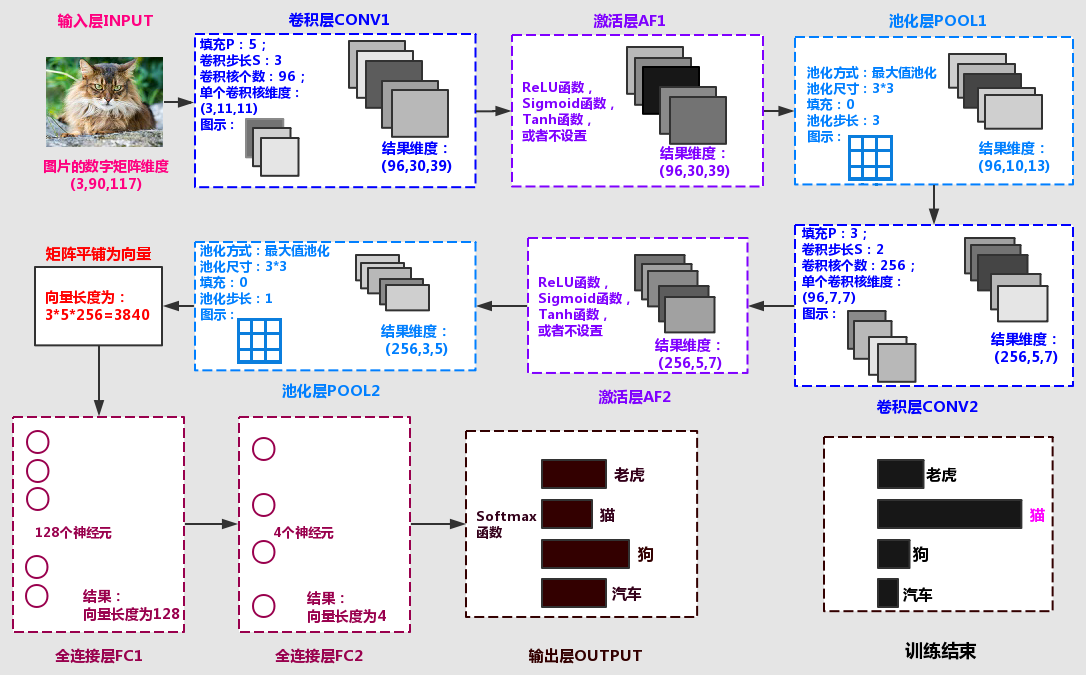 输入层INPUT
图片的数字矩阵维度
(3,90,117)
卷积层CONV1
填充P：5；
卷积步长S：3
卷积核个数：96；
单个卷积核维度：
(3,11,11)
图示：
结果维度：
(96,30,39)
激活层AF1
ReLU函数，
Sigmoid函数，
Tanh函数，
或者不设置
结果维度：
(96,30,39)
池化层POOL1
池化方式：最大值池化
池化尺寸：3*3
填充：0
池化步长：3
图示：
结果维度：
(96,10,13)
填充P：3；
卷积步长S：2
卷积核个数：256；
单个卷积核维度：
(96,7,7)
图示：
结果维度：
(256,5,7)
卷积层CONV2
ReLU函数，
Sigmoid函数，
Tanh函数，
或者不设置
结果维度：
(256,5,7)
激活层AF2
池化方式：最大值池化
池化尺寸：3*3
填充：0
池化步长：1
图示：
结果维度：
(256,3,5)
池化层POOL2
矩阵平铺为向量
向量长度为：
3*5*256=3840
128个神经元
结果：
向量长度为128
全连接层FC1
4个神经元
结果：
向量长度为4
全连接层FC2
Softmax
函数
老虎
猫
狗
汽车
输出层OUTPUT
老虎
猫
狗
汽车
训练结束